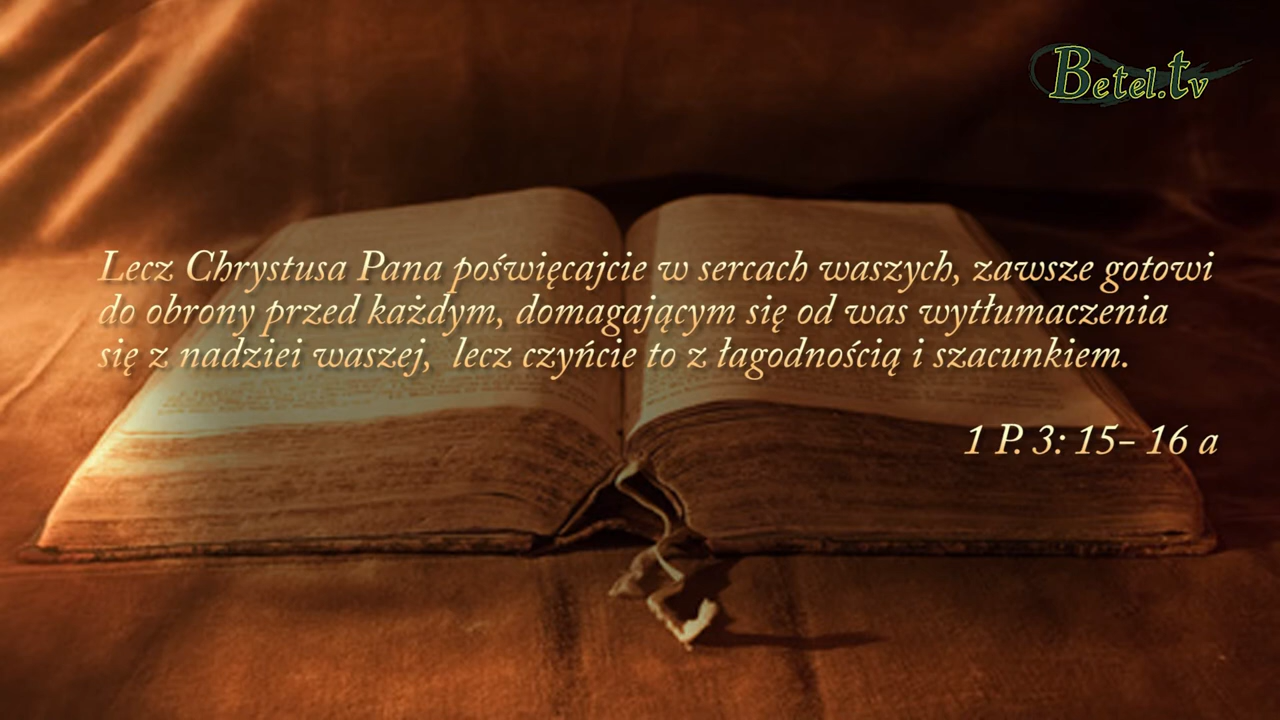 Betel.tv
Lecz Chrystusa Pana poświęcajcie w sercach waszych, zawsze gotowi
do obrony przed każdym, domagającym się od was wytłumaczenia
się z nadziei waszej,  lecz czyńcie to z łagodnością i szacunkiem.
1 P. 3: 15– 16 a